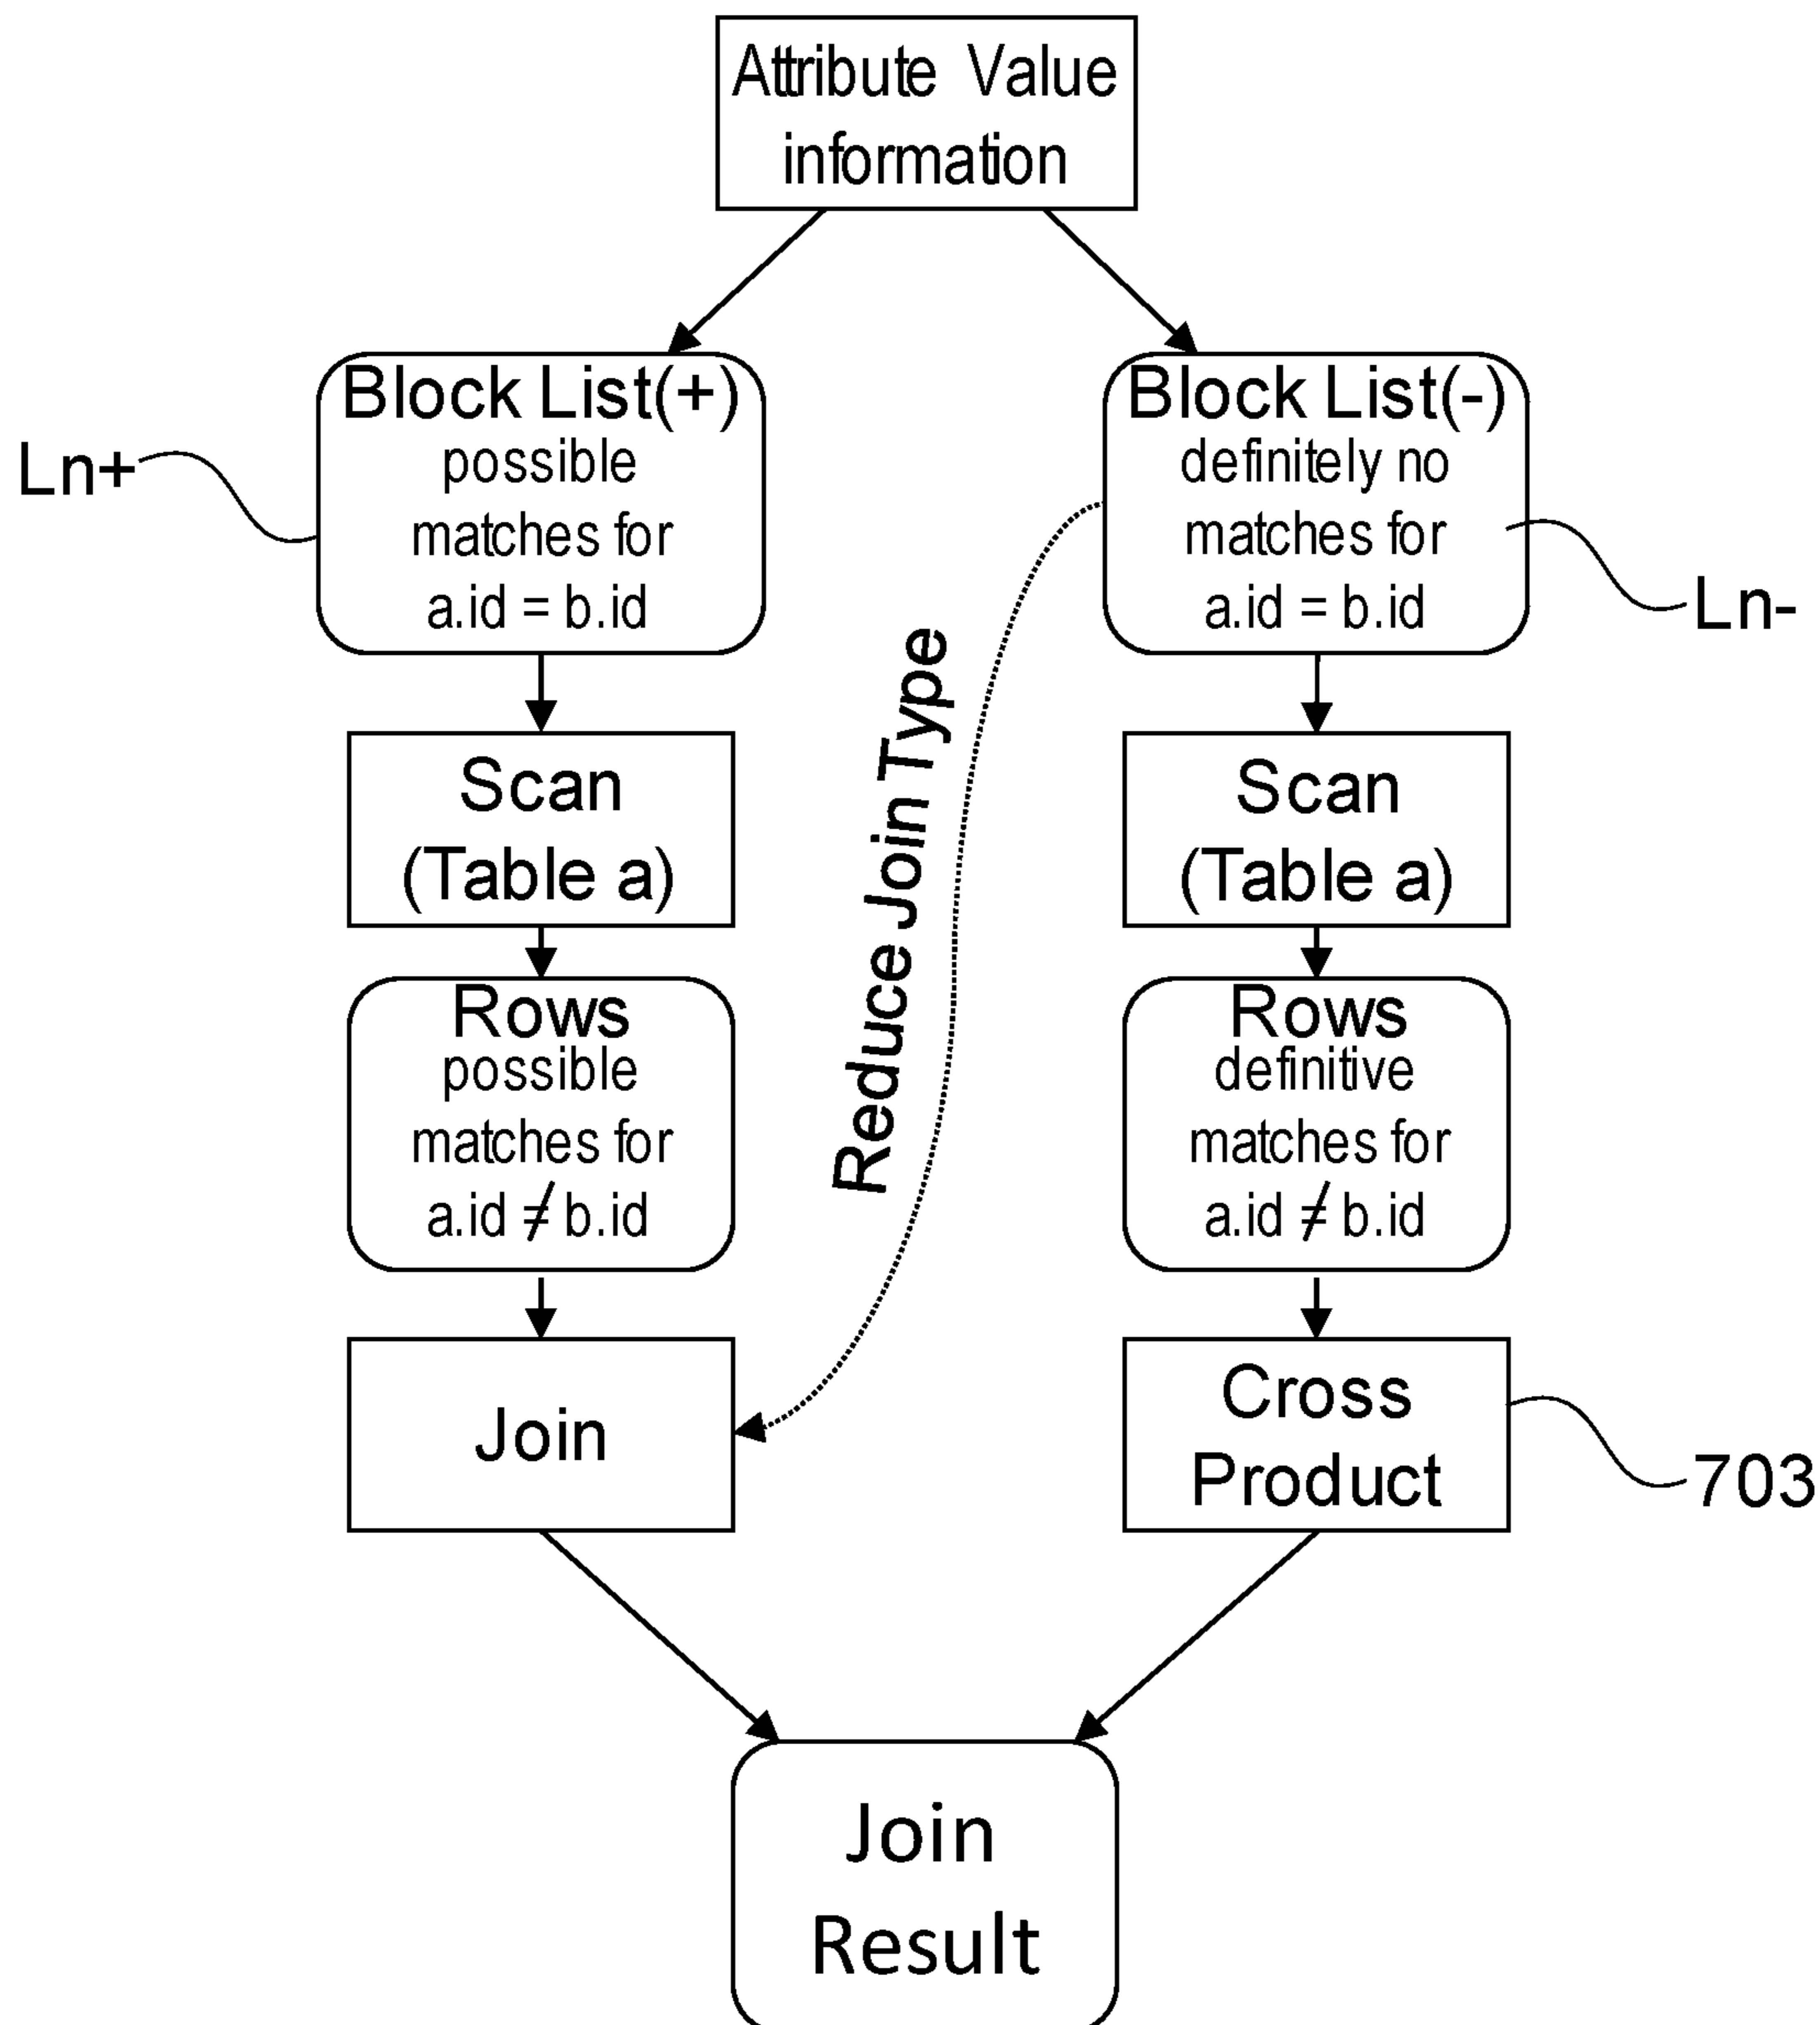 Attribute Value
information
Block List(+)
possible
matches for
a.id = b.id
Ln+
Block List(-)
definitely no
matches for
a.id = b.id
Ln-
Reduce Join Type
Scan
(Table a)
Scan
(Table a)
Rows
possible
matches for
a.id ≠ b.id
Rows
definitive
matches for
a.id ≠ b.id
Join
Cross
Product
703
Join
Result